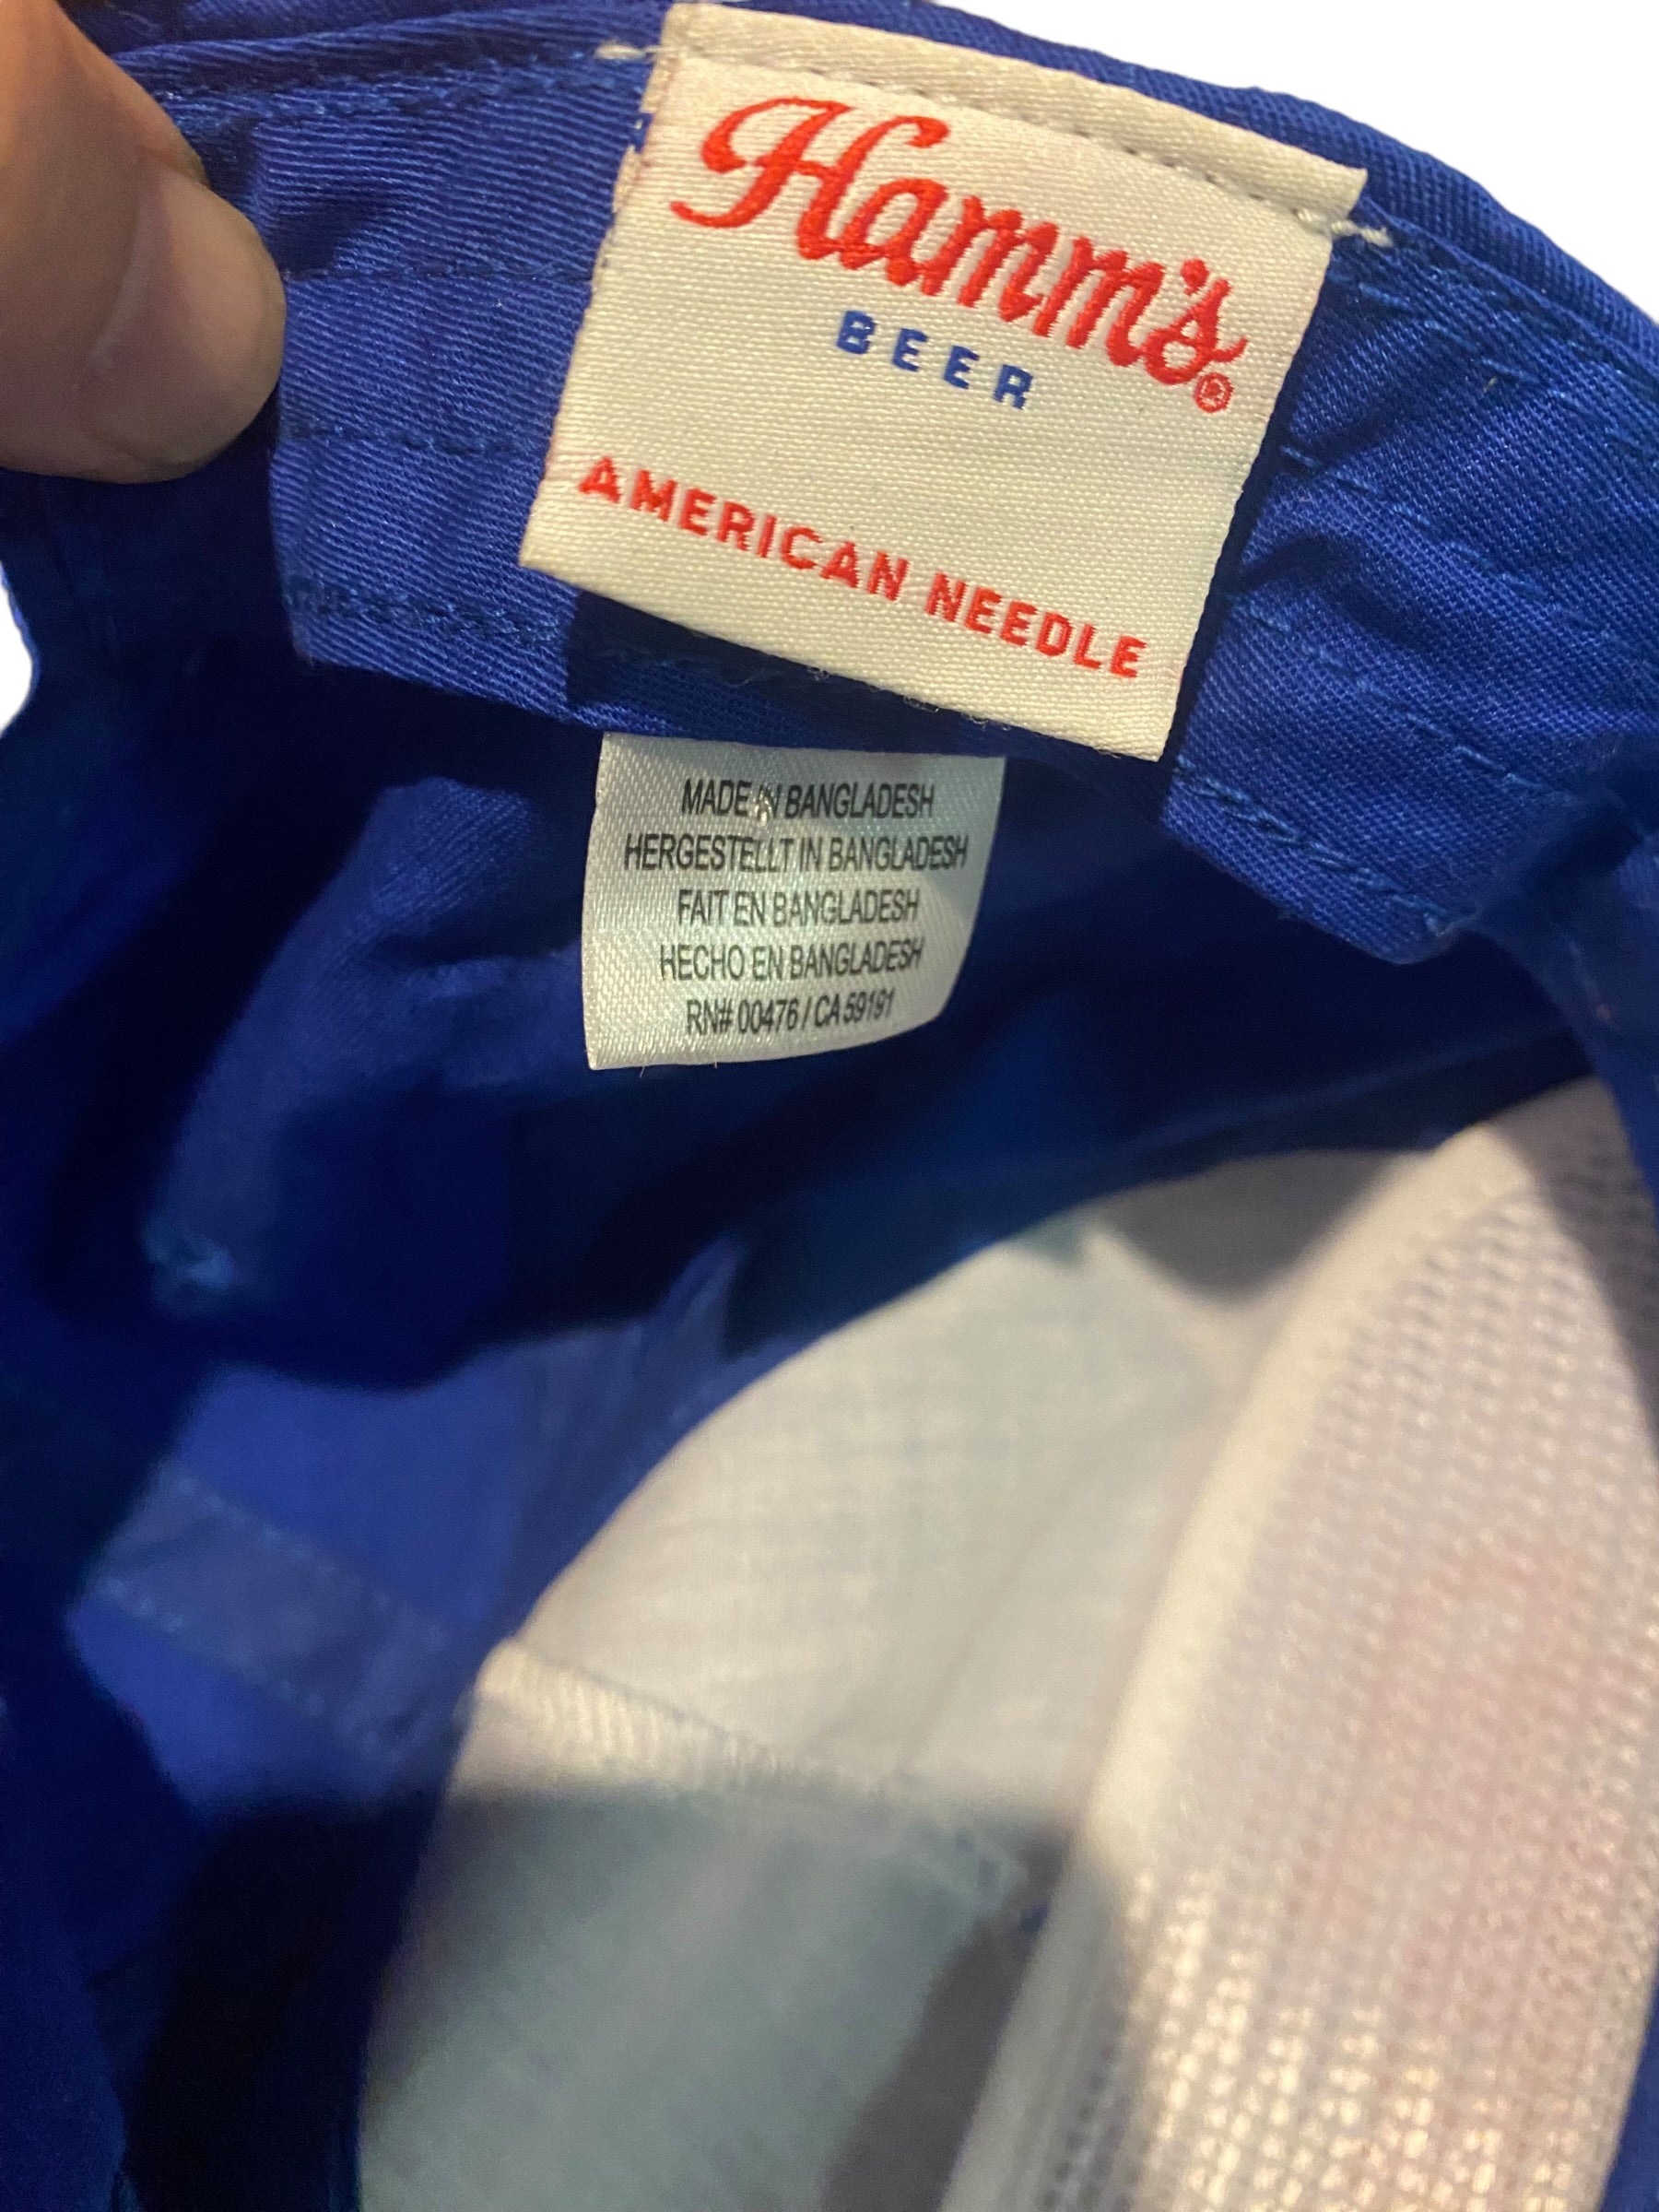 Hamm's®
BEER
AMERICAN NEEDLE
MADE IN BANGLADESH
HERGESTELLT IN BANGLADESH
FAIT EN BANGLADESH
HECHO EN BANGLADESH
RN# 00476 / CA 59191